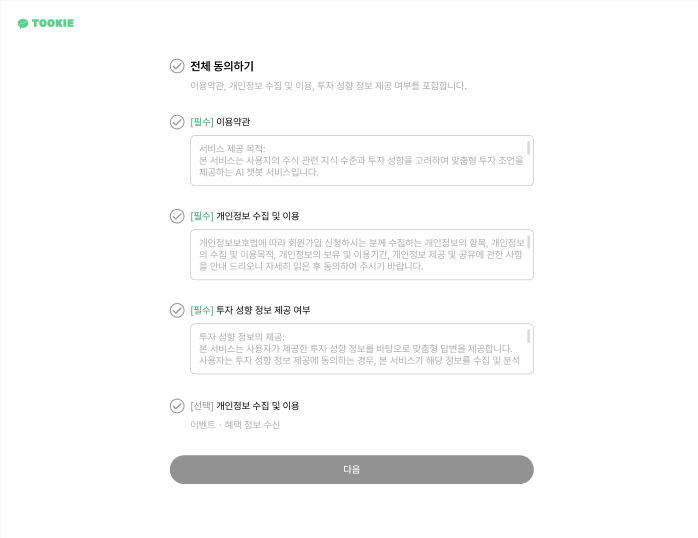 TOOKIE
전체 동의하기
이용약관, 개인정보 수집 및 이용, 투자 성향 정보 제공 여부를 포함합니다.
[필수] 이용약관
서비스 제공 목적:
본 서비스는 사용자의 주식 관련 지식 수준과 투자 성향을 고려하여 맞춤형 투자 조언을
제공하는 AI 챗봇 서비스입니다.
[필수] 개인정보 수집 및 이용
개인정보보호법에 따라 회원가입 신청하시는 분께 수집하는 개인정보의 항목, 개인정보
의 수집 및 이용목적, 개인정보의 보유 및 이용기간, 개인정보 제공 및 공유에 관한 사항
을 안내 드리오니 자세히 읽은 후 동의하여 주시기 바랍니다.
[필수] 투자 성향 정보 제공 여부
투자 성향 정보의 제공:
본 서비스는 사용자가 제공한 투자 성향 정보를 바탕으로 맞춤형 답변을 제공합니다.
사용자는 투자 성향 정보 제공에 동의하는 경우, 본 서비스가 해당 정보를 수집 및 분석
[선택] 개인정보 수집 및 이용
이벤트 · 혜택 정보 수신
다음